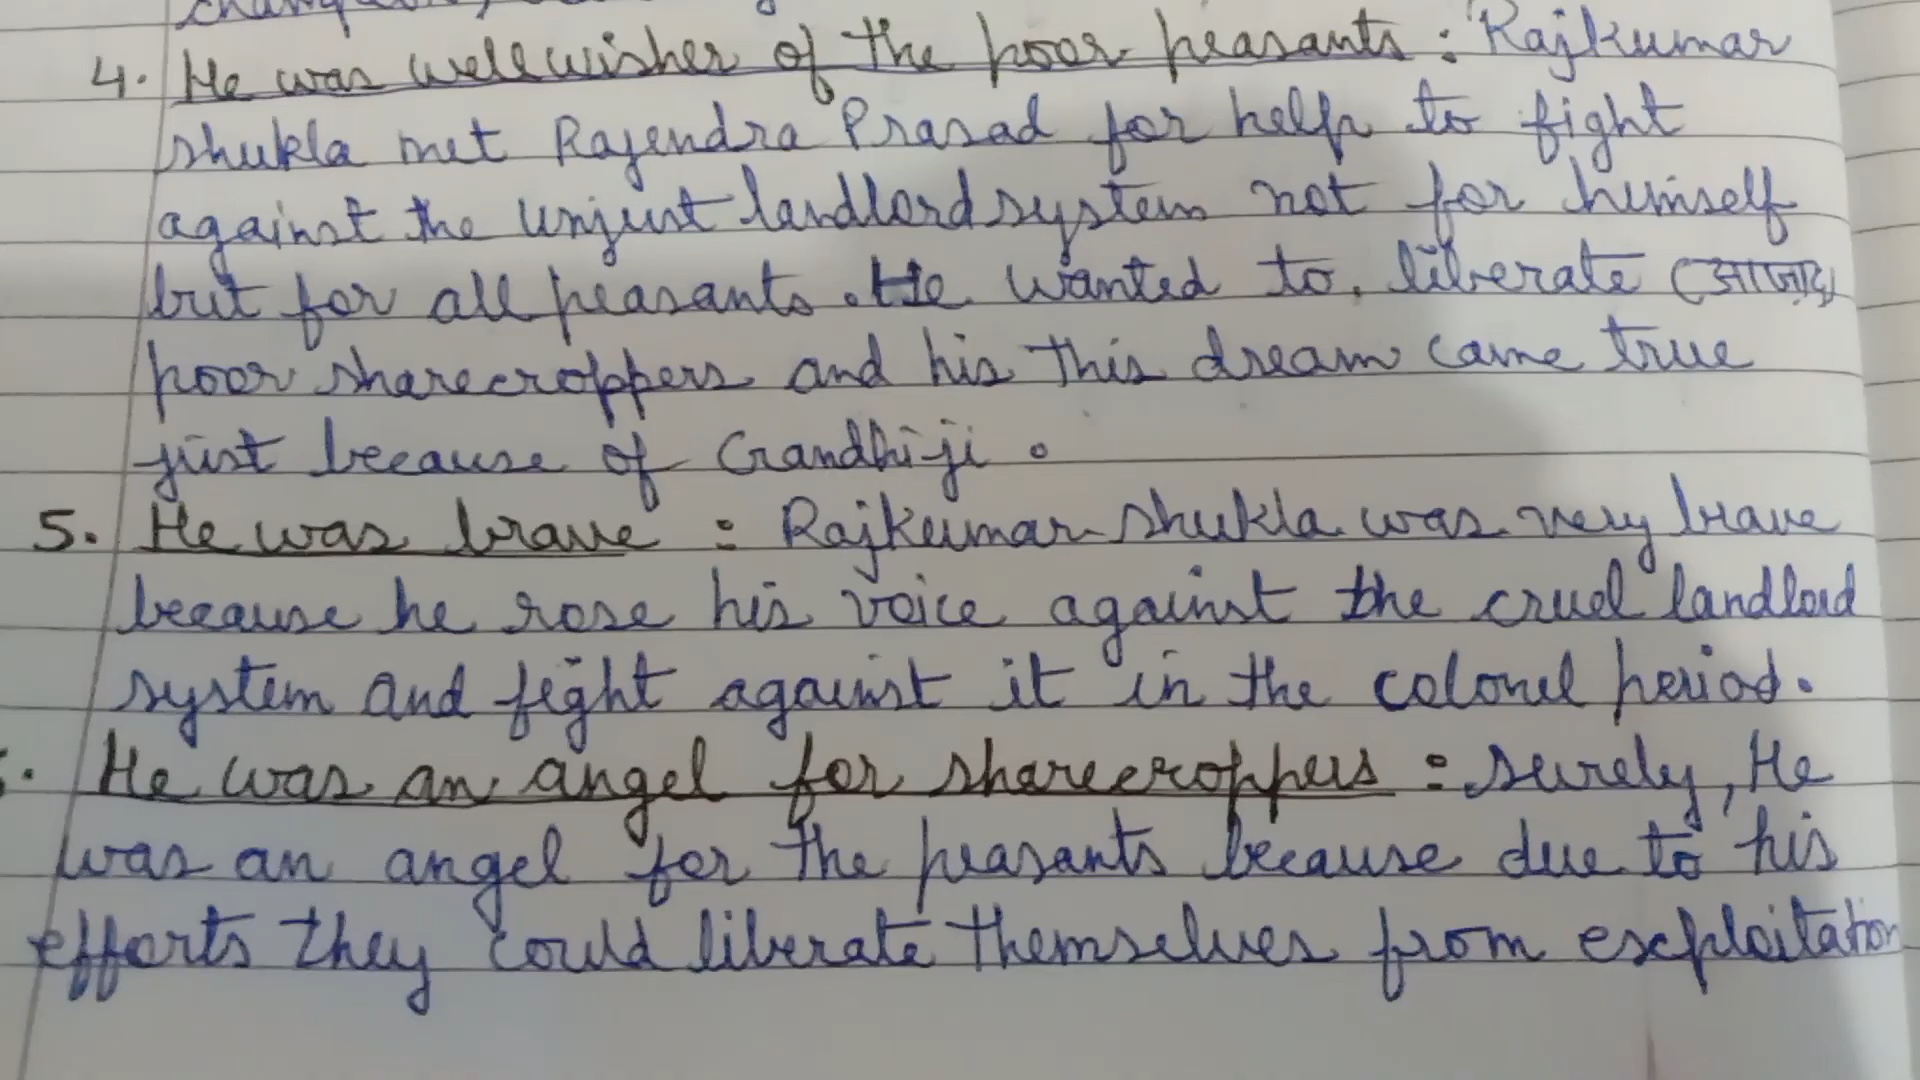 4. He was wellwisher of the poor peasants : Rajkumar
shukla met Rajendra Prasad for help to fight
against the unjust landlord system not for himself
but for all peasants. He wanted to liberate (आजाद)
poor sharecroppers and his this dream came true
just because of Gandhiji.
5. He was brave : Rajkumar shukla was very brave
because he rose his voice against the cruel landlord
system and fight against it in the colonel period.
He was an angel for sharecroppers : surely, He
was an angel for the peasants because due to his
efforts they could liberate themselves from exploitation